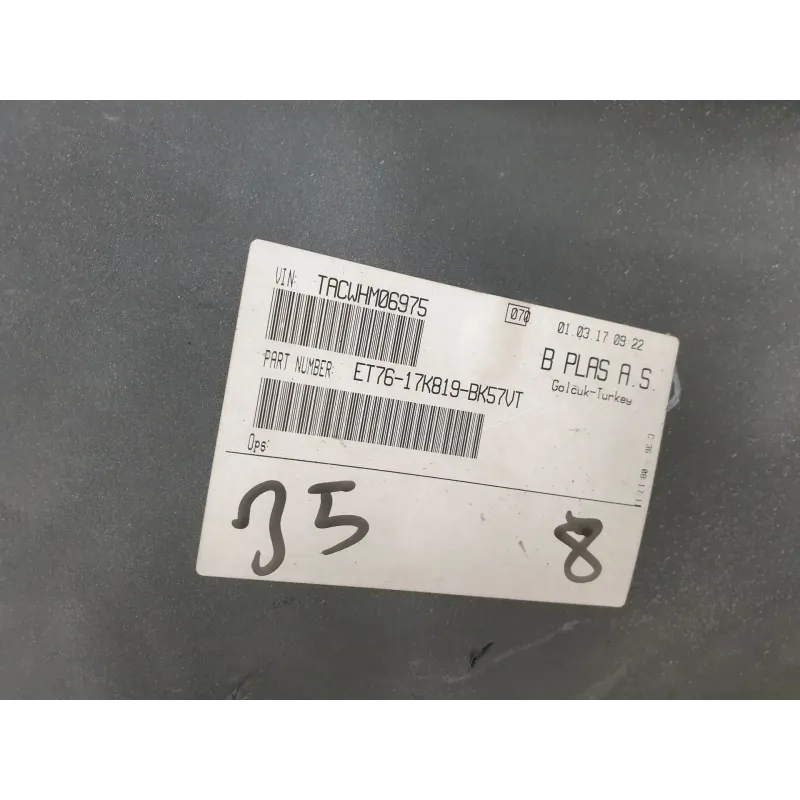 VIN: TACWHM06975
070
01.03.17 09:22
PART NUMBER: ET76-17K819-BK57VT
B PLAS A.S.
Golcuk-Turkey
Ops:
35
8